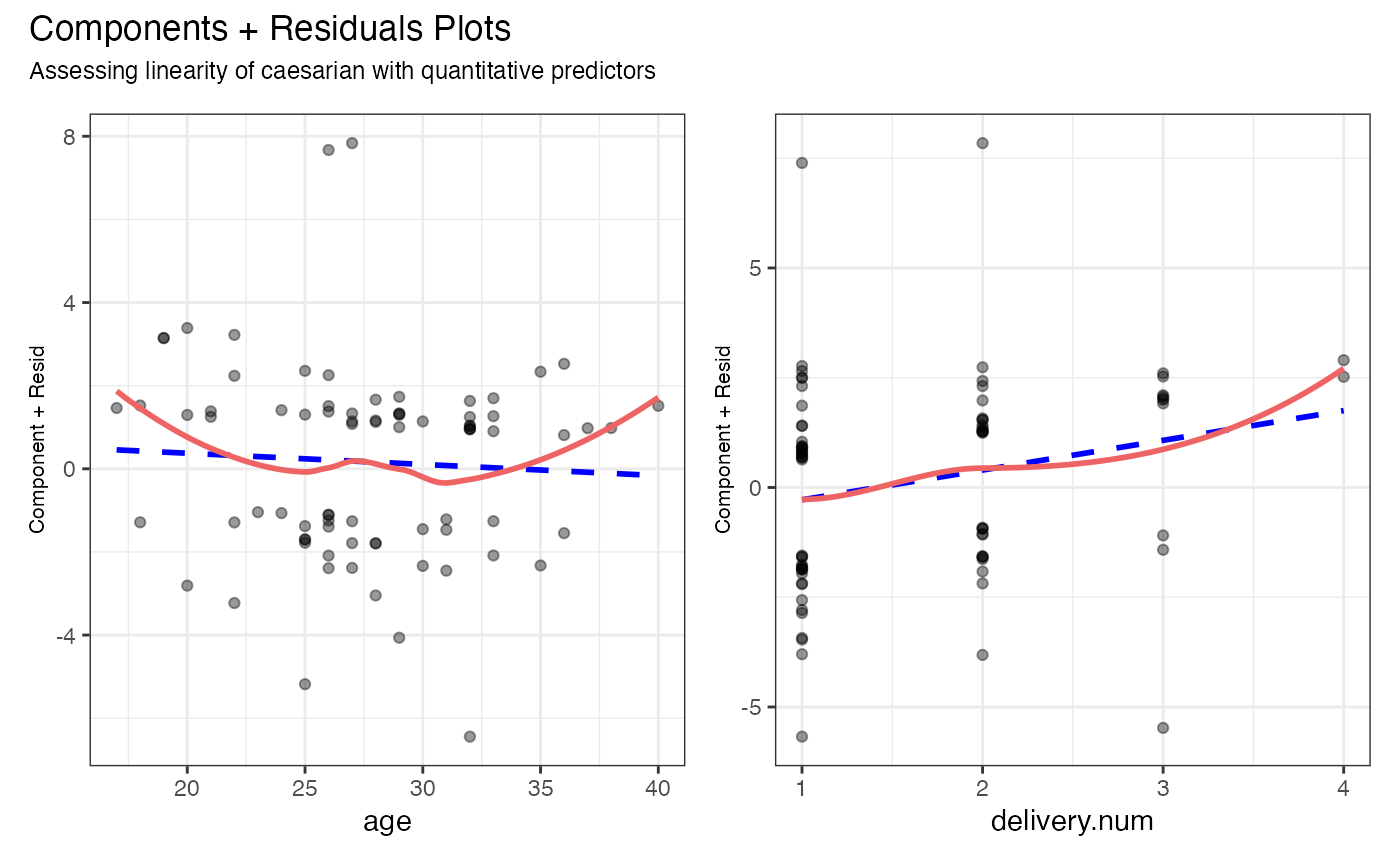 Components + Residuals Plots
Assessing linearity of caesarian with quantitative predictors
Component + Resid
8
4
0
-4
20 25 30 35 40
age
Component + Resid
5
0
-5
1 2 3 4
delivery.num